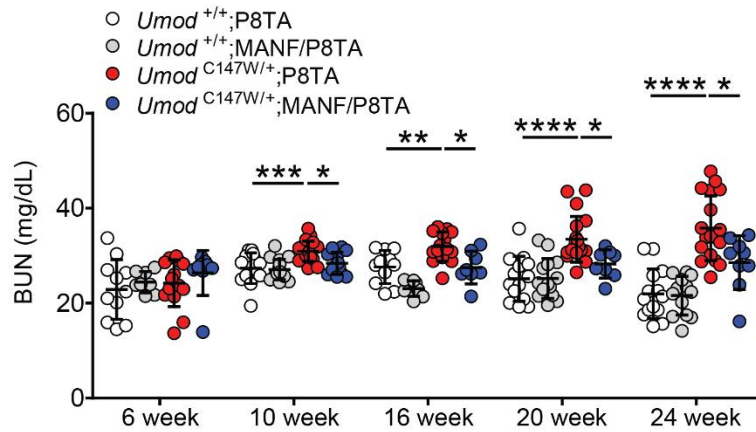 Umod +/+;P8TA
Umod +/+;MANF/P8TA
Umod C147W/+;P8TA
Umod C147W/+;MANF/P8TA
**** *
60
**** *
*** *
** *
40
BUN (mg/dL)
20
0
6 week 10 week 16 week 20 week 24 week